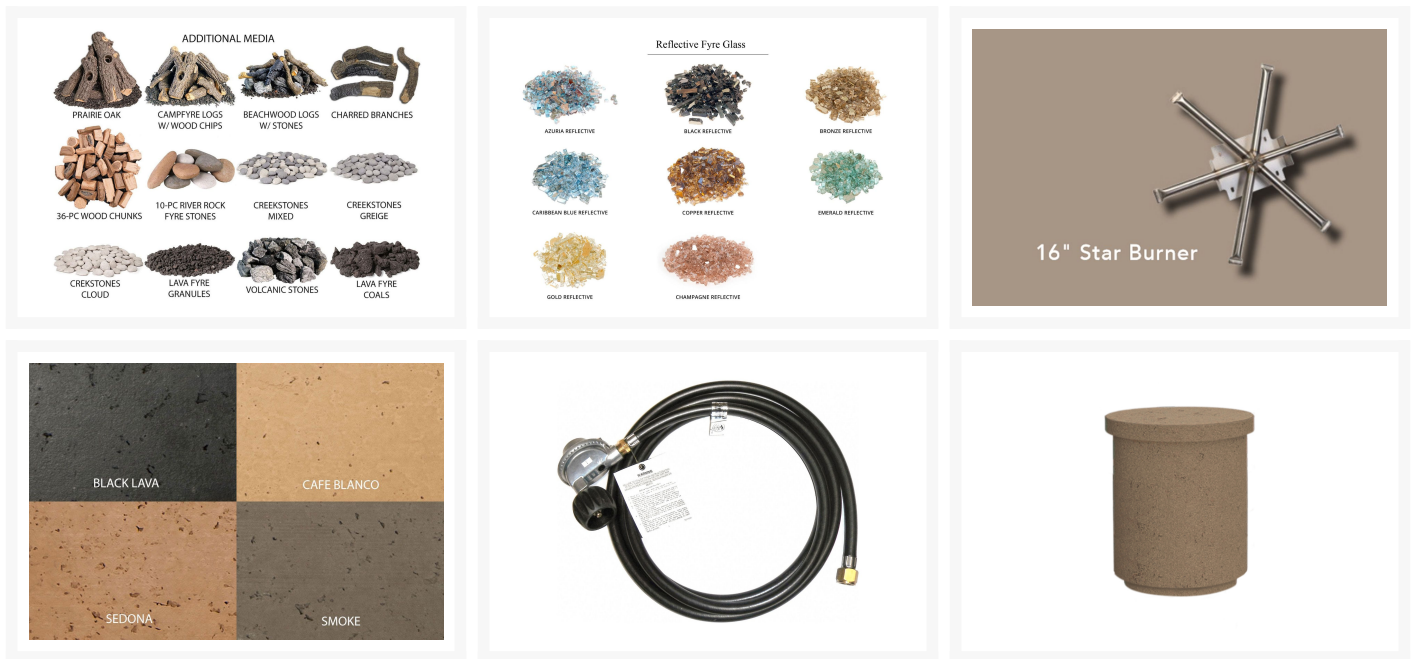 ADDITIONAL MEDIA
PRAIRIE OAK
CAMPFYRE LOGS
W/ WOOD CHIPS
BEACHWOOD LOGS
W/ STONES
CHARRED BRANCHES
36-PC WOOD CHUNKS
10-PC RIVER ROCK
FYRE STONES
CREEKSTONES
MIXED
CREEKSTONES
GREIGE
CREKSTONES
CLOUD
LAVA FYRE
GRANULES
VOLCANIC STONES
LAVA FYRE
COALS
Reflective Fyre Glass
AZURIA REFLECTIVE
BLACK REFLECTIVE
BRONZE REFLECTIVE
CARIBBEAN BLUE REFLECTIVE
COPPER REFLECTIVE
EMERALD REFLECTIVE
GOLD REFLECTIVE
CHAMPAGNE REFLECTIVE
16" Star Burner
BLACK LAVA
CAFE BLANCO
SEDONA
SMOKE